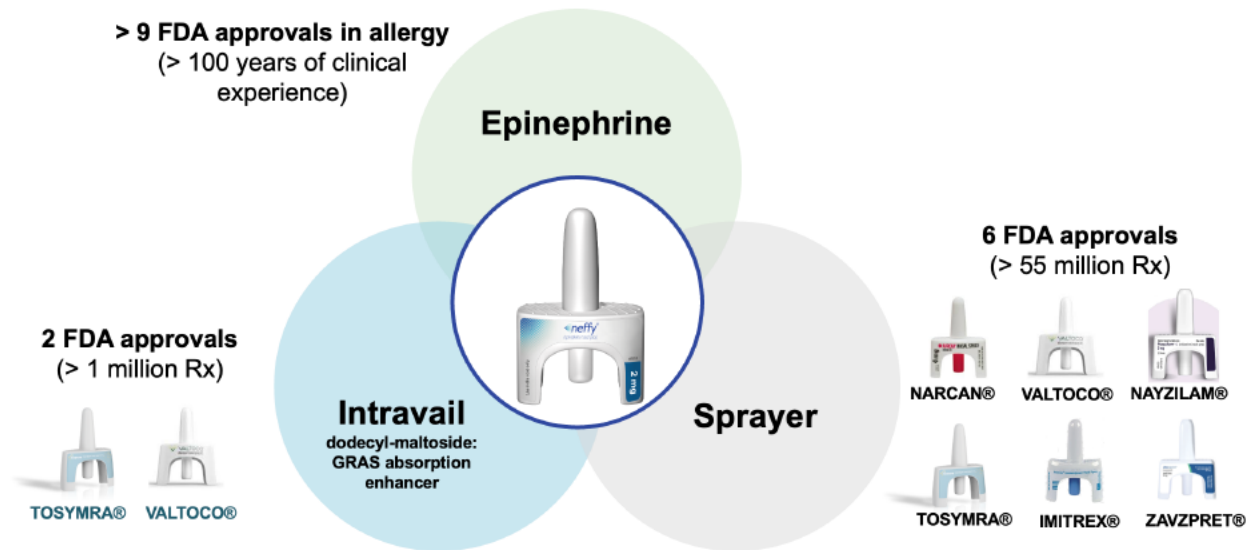 > 9 FDA approvals in allergy
(> 100 years of clinical
experience)
Epinephrine
neffy
2 mg
2 FDA approvals
(> 1 million Rx)
TOSYMRA®
VALTOCO®
Intravail
dodecyl-maltoside:
GRAS absorption
enhancer
Sprayer
6 FDA approvals
(> 55 million Rx)
NARCAN®
VALTOCO®
NAYZILAM®
TOSYMRA®
IMITREX®
ZAVZPRET®